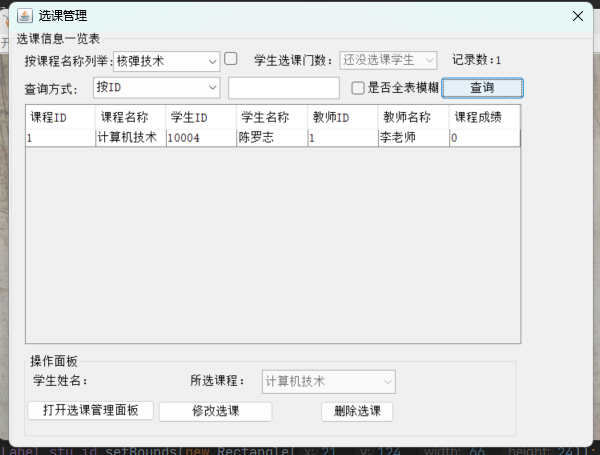 选课管理
选课信息一览表
按课程名称列举: 核弹技术 学生选课门数: 还没选课学生 记录数:1
查询方式: 按ID 是否全表模糊 查询
课程ID 课程名称 学生ID 学生名称 教师ID 教师名称 课程成绩
1 计算机技术 10004 陈罗志 1 李老师 0
操作面板
学生姓名: 所选课程: 计算机技术
打开选课管理面板 修改选课 删除选课
Label stu_id.setBounds(new Rectangle( x: 21, y: 124, width: 66, height: 24));